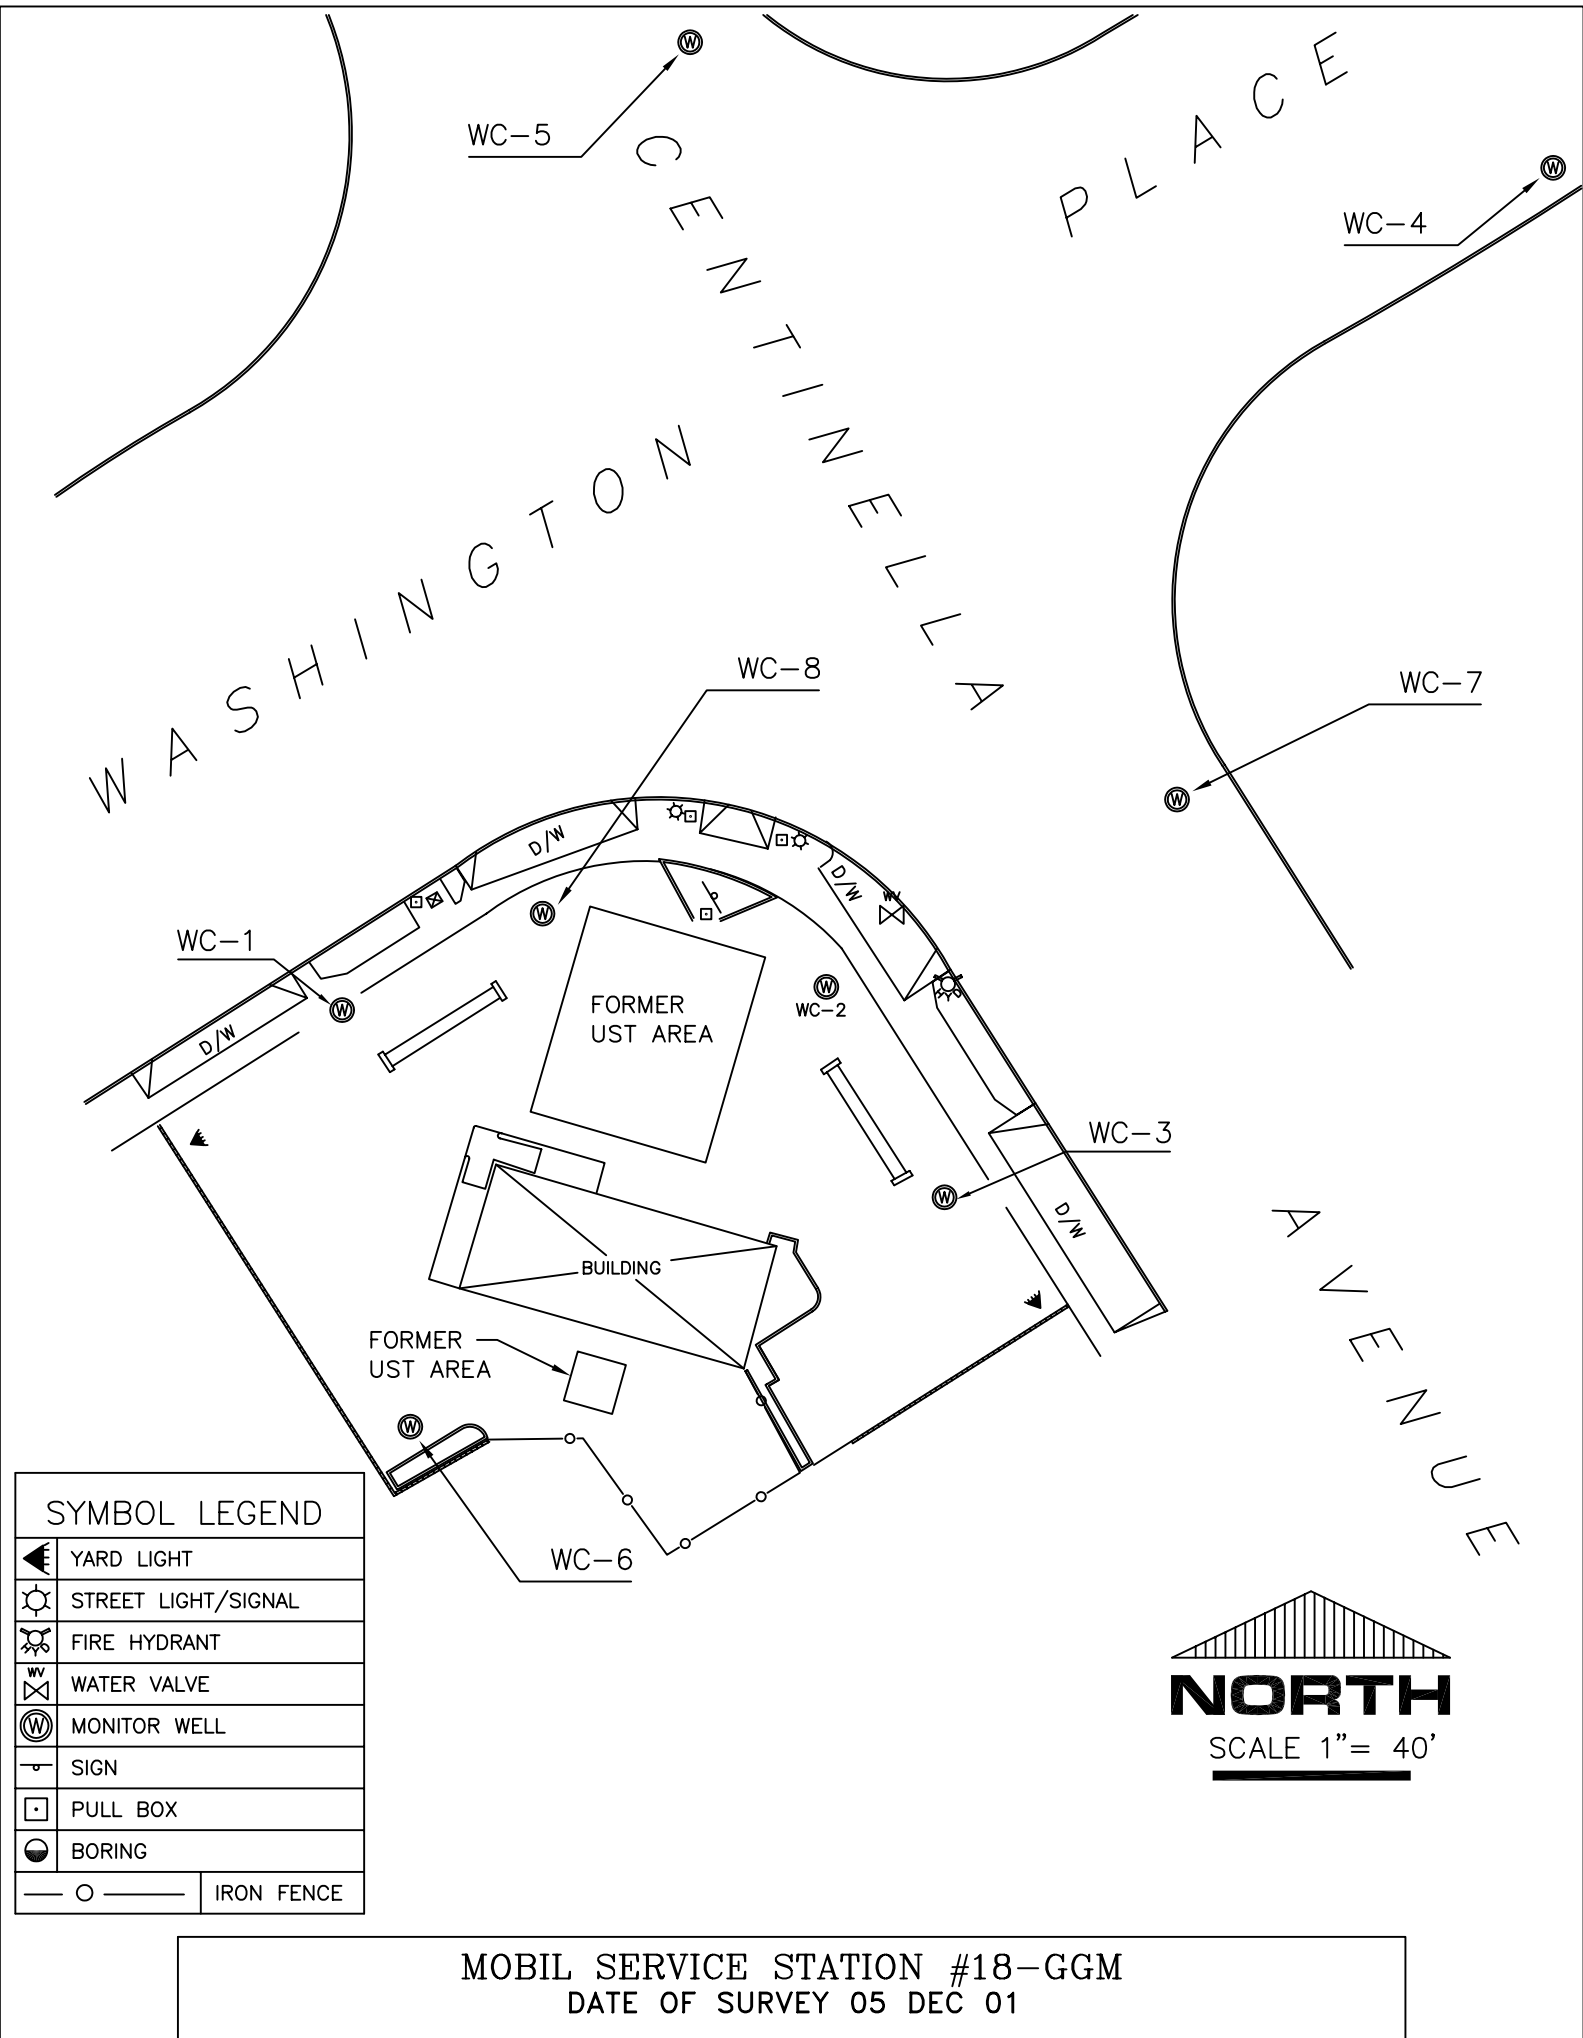 WC-5
CENTINELLA
PLACE
WC-4
WASHINGTON
WC-8
WC-7
D/W
D/W
WV
WC-1
FORMER
UST AREA
WC-2
D/W
WC-3
D/W
BUILDING
AVENUE
FORMER
UST AREA
WC-6
SYMBOL LEGEND
YARD LIGHT
STREET LIGHT/SIGNAL
FIRE HYDRANT
WV
WATER VALVE
W MONITOR WELL
SIGN
PULL BOX
BORING
IRON FENCE
W
W
W
W
W
W
W
W
NORTH
SCALE 1"= 40'
MOBIL SERVICE STATION #18-GGM
DATE OF SURVEY 05 DEC 01